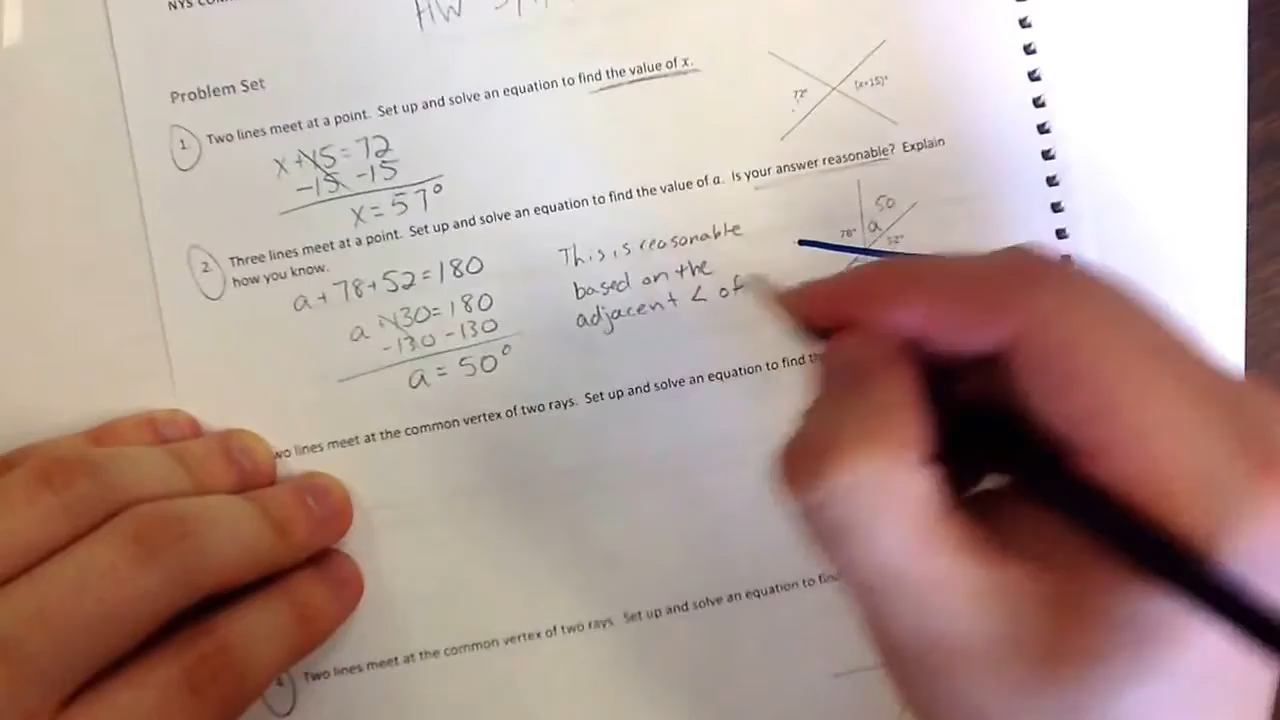 NYS
HW
Problem Set
1. Two lines meet at a point. Set up and solve an equation to find the value of x.
x+15=72
-15 -15
x=57°
72°
(x+15)°
2. Three lines meet at a point. Set up and solve an equation to find the value of a. Is your answer reasonable? Explain
how you know.
a+78+52=180
a+130=180
-130 -130
a=50°
This is reasonable
based on the
adjacent < of
50
78°
a
52°
two lines meet at the common vertex of two rays. Set up and solve an equation to find
4. Two lines meet at the common vertex of two rays. Set up and solve an equation to find